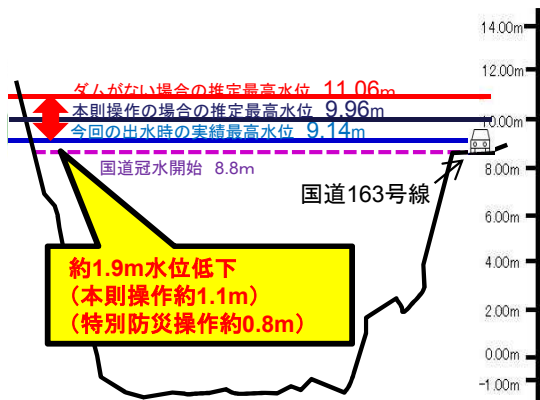 ダムがない場合の推定最高水位 11.06m
本則操作の場合の推定最高水位 9.96m
今回の出水時の実績最高水位 9.14m
国道冠水開始 8.8m
国道163号線
約1.9m水位低下
（本則操作約1.1m）
（特別防災操作約0.8m）
14.00m
12.00m
10.00m
8.00m
6.00m
4.00m
2.00m
0.00m
-1.00m